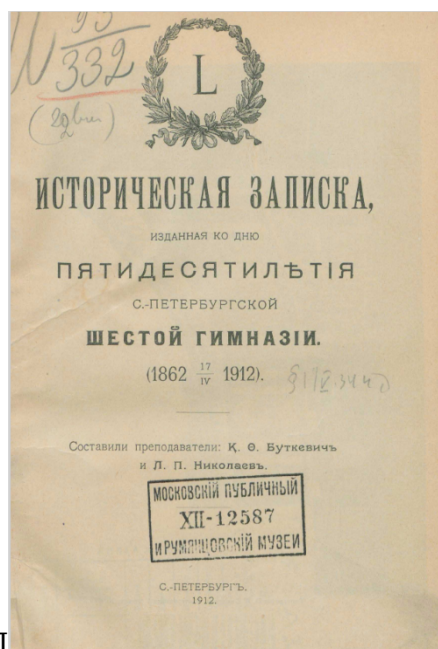 93
332
L
ИСТОРИЧЕСКАЯ ЗАПИСКА,
ИЗДАННАЯ КО ДНЮ
ПЯТИДЕСЯТИЛѢТІЯ
С.-ПЕТЕРБУРГСКОЙ
ШЕСТОЙ ГИМНАЗІИ.
(1862 17/IV 1912).
Составили преподаватели: К. Ѳ. Буткевичъ
и Л. П. Николаевъ.
МОСКОВСКІЙ ПУБЛИЧНЫЙ
XII-12587
И РУМЯНЦОВСКІЙ МУЗЕИ
С.-ПЕТЕРБУРГЪ.
1912.